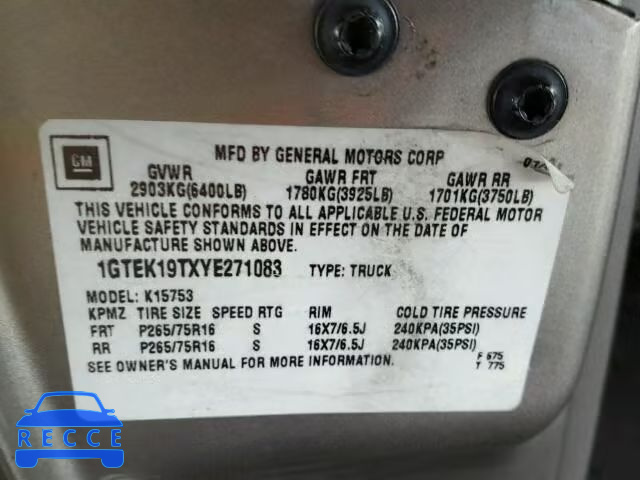 GM
MFD BY GENERAL MOTORS CORP
GVWR GAWR FRT GAWR RR
2903KG(6400LB) 1780KG(3925LB) 1701KG(3750LB)
THIS VEHICLE CONFORMS TO ALL APPLICABLE U.S. FEDERAL MOTOR
VEHICLE SAFETY STANDARDS IN EFFECT ON THE DATE OF
MANUFACTURE SHOWN ABOVE.
1GTEK19TXYE271083 TYPE: TRUCK
MODEL: K15753
KPMZ TIRE SIZE SPEED RTG RIM COLD TIRE PRESSURE
FRT P265/75R16 S 16X7/6.5J 240KPA(35PSI)
RR P265/75R16 S 16X7/6.5J 240KPA(35PSI)
SEE OWNER'S MANUAL FOR MORE INFORMATION.
F 675
T 775
RECCE